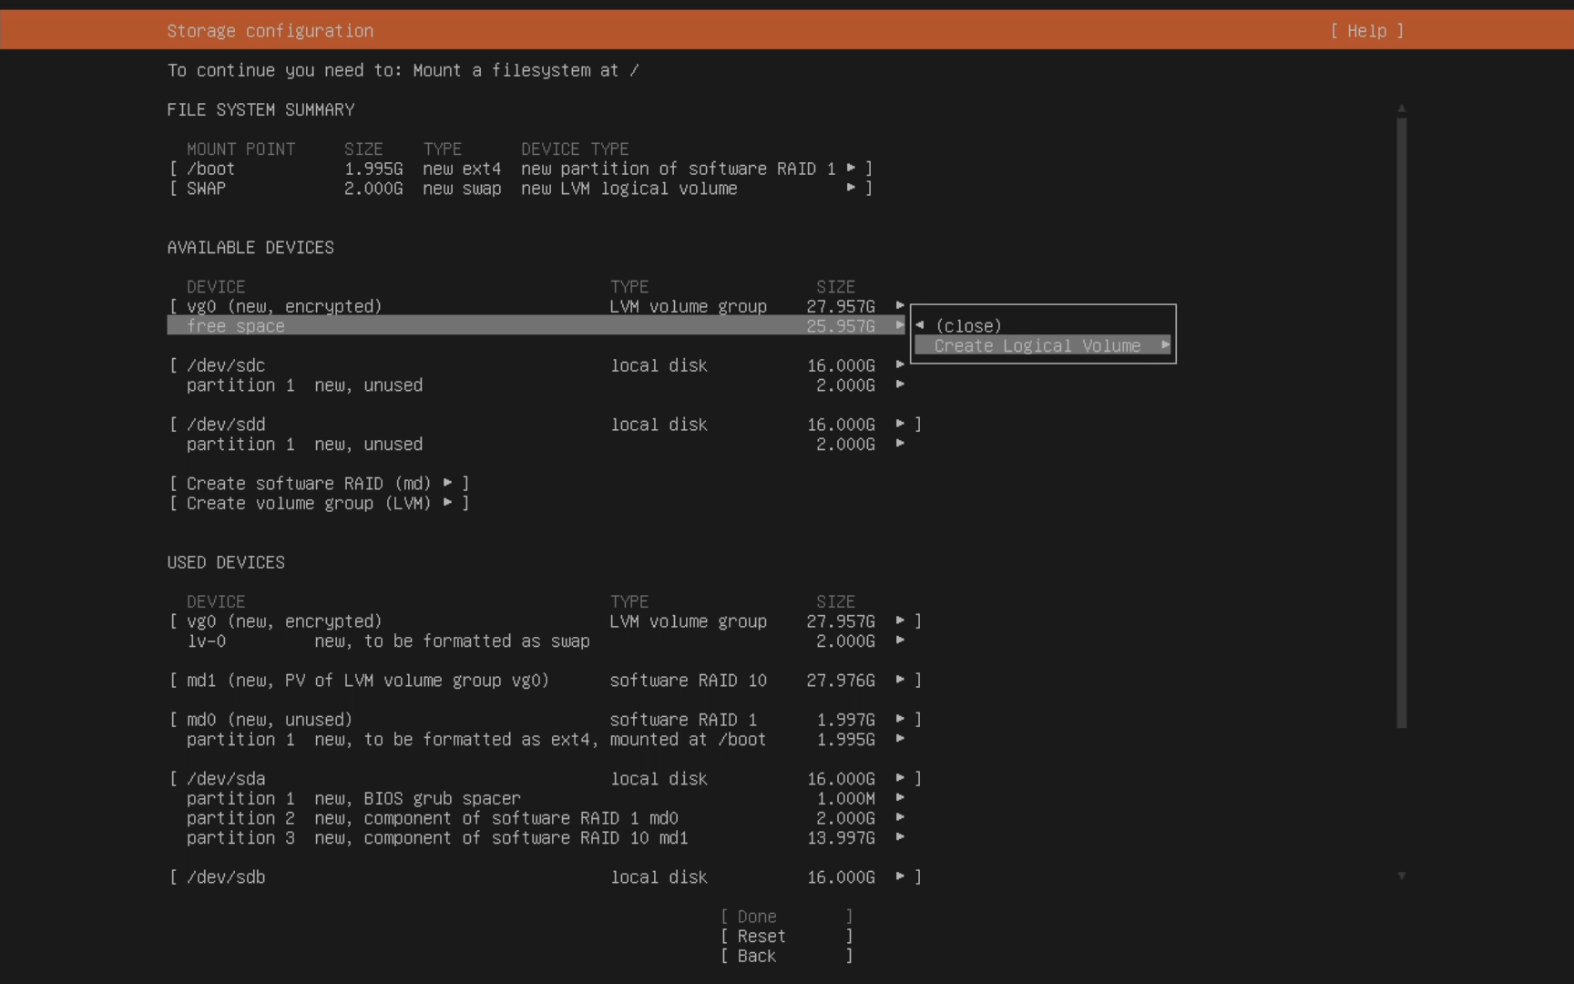 Storage configuration [ Help ]
To continue you need to: Mount a filesystem at /
FILE SYSTEM SUMMARY
MOUNT POINT SIZE TYPE DEVICE TYPE
[ /boot 1.995G new ext4 new partition of software RAID 1 ▸ ]
[ SWAP 2.000G new swap new LVM logical volume ▸ ]
AVAILABLE DEVICES
DEVICE TYPE SIZE
[ vg0 (new, encrypted) LVM volume group 27.957G ▸
free space 25.957G ▸
◂ (close)
Create Logical Volume ▸
[ /dev/sdc local disk 16.000G ▸
partition 1 new, unused 2.000G ▸
[ /dev/sdd local disk 16.000G ▸ ]
partition 1 new, unused 2.000G ▸
[ Create software RAID (md) ▸ ]
[ Create volume group (LVM) ▸ ]
USED DEVICES
DEVICE TYPE SIZE
[ vg0 (new, encrypted) LVM volume group 27.957G ▸ ]
lv-0 new, to be formatted as swap 2.000G ▸
[ md1 (new, PV of LVM volume group vg0) software RAID 10 27.976G ▸ ]
[ md0 (new, unused) software RAID 1 1.997G ▸ ]
partition 1 new, to be formatted as ext4, mounted at /boot 1.995G ▸
[ /dev/sda local disk 16.000G ▸ ]
partition 1 new, BIOS grub spacer 1.000M ▸
partition 2 new, component of software RAID 1 md0 2.000G ▸
partition 3 new, component of software RAID 10 md1 13.997G ▸
[ /dev/sdb local disk 16.000G ▸ ]
[ Done ]
[ Reset ]
[ Back ]